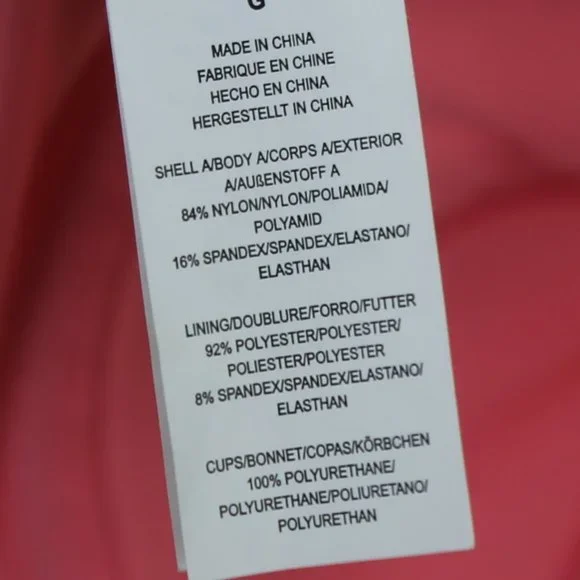 G
MADE IN CHINA
FABRIQUE EN CHINE
HECHO EN CHINA
HERGESTELLT IN CHINA
SHELL A/BODY A/CORPS A/EXTERIOR
A/AUßENSTOFF A
84% NYLON/NYLON/POLIAMIDA/
POLYAMID
16% SPANDEX/SPANDEX/ELASTANO/
ELASTHAN
LINING/DOUBLURE/FORRO/FUTTER
92% POLYESTER/POLYESTER/
POLIESTER/POLYESTER
8% SPANDEX/SPANDEX/ELASTANO/
ELASTHAN
CUPS/BONNET/COPAS/KÖRBCHEN
100% POLYURETHANE/
POLYURETHANE/POLIURETANO/
POLYURETHAN